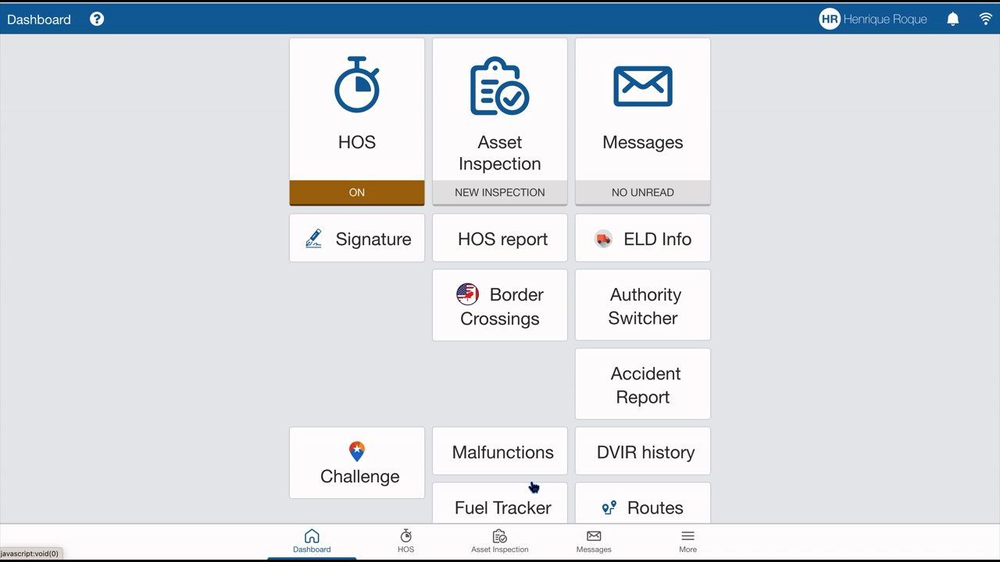 Dashboard ?
HR Henrique Roque
HOS
ON
Asset
Inspection
NEW INSPECTION
Messages
NO UNREAD
Signature
HOS report
ELD Info
Border
Crossings
Authority
Switcher
Accident
Report
Challenge
Malfunctions
DVIR history
Fuel Tracker
Routes
Dashboard
HOS
Asset Inspection
Messages
More
javascript:void(0)